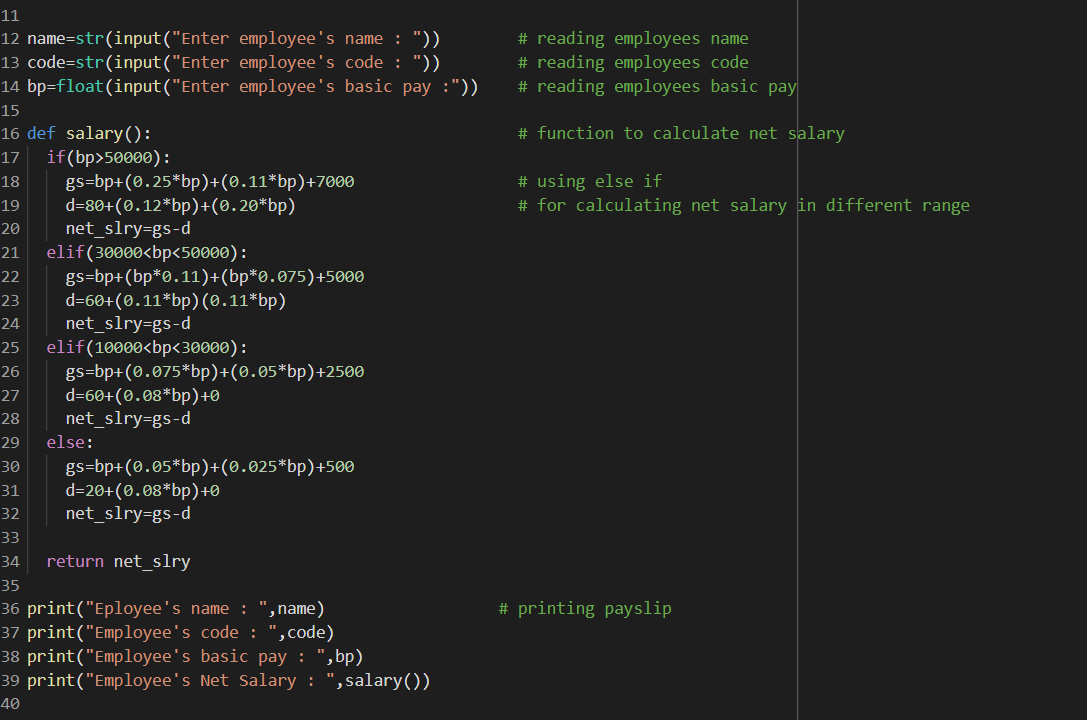 11
12 name=str(input("Enter employee's name : "))        # reading employees name
13 code=str(input("Enter employee's code : "))        # reading employees code
14 bp=float(input("Enter employee's basic pay :"))    # reading employees basic pay
15
16 def salary():                                      # function to calculate net salary
17   if(bp>50000):
18     gs=bp+(0.25*bp)+(0.11*bp)+7000                 # using else if
19     d=80+(0.12*bp)+(0.20*bp)                       # for calculating net salary in different range
20     net_slry=gs-d
21   elif(30000<bp<50000):
22     gs=bp+(bp*0.11)+(bp*0.075)+5000
23     d=60+(0.11*bp)(0.11*bp)
24     net_slry=gs-d
25   elif(10000<bp<30000):
26     gs=bp+(0.075*bp)+(0.05*bp)+2500
27     d=60+(0.08*bp)+0
28     net_slry=gs-d
29   else:
30     gs=bp+(0.05*bp)+(0.025*bp)+500
31     d=20+(0.08*bp)+0
32     net_slry=gs-d
33
34   return net_slry
35
36 print("Eployee's name : ",name)                  # printing payslip
37 print("Employee's code : ",code)
38 print("Employee's basic pay : ",bp)
39 print("Employee's Net Salary : ",salary())
40